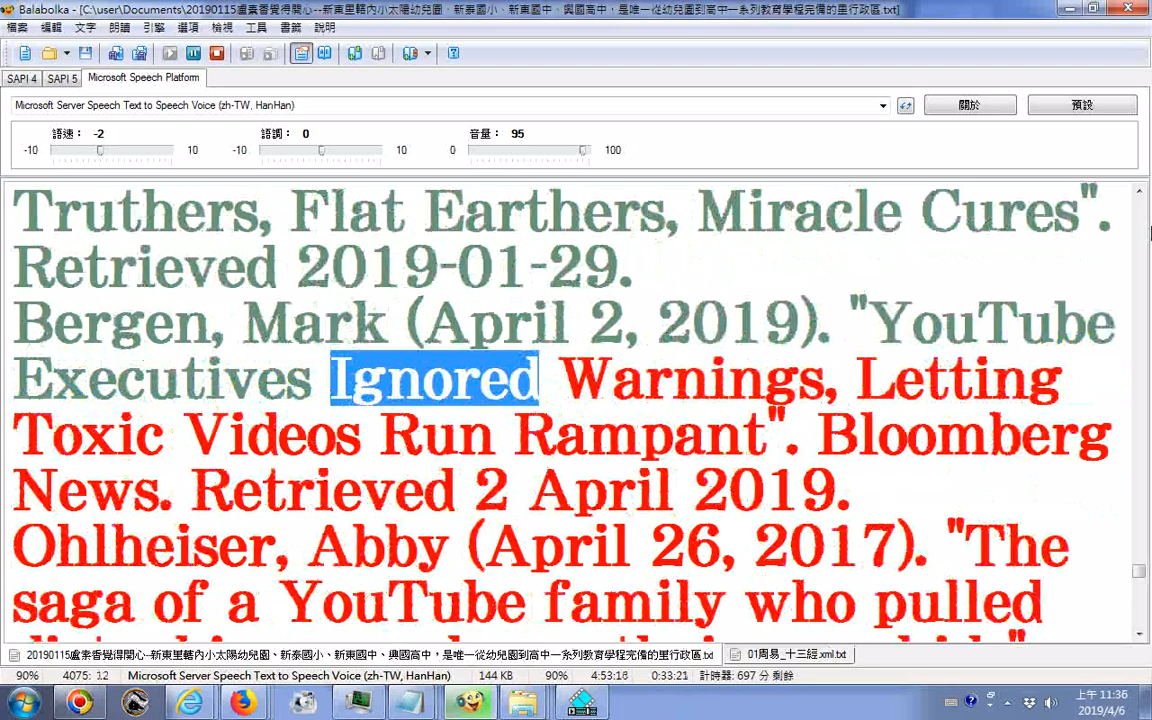 Balabolka - [C:\user\Documents\20190115盧素香覺得開心--新東里轄內小太陽幼兒園、新泰國小、新東國中、興國高中，是唯一從幼兒園到高中一系列教育學程完備的里行政區.txt]
檔案 編輯 文字 朗讀 引擎 選項 檢視 工具 書籤 說明
SAPI 4 SAPI 5 Microsoft Speech Platform
Microsoft Server Speech Text to Speech Voice (zh-TW, HanHan) 關於 預設
語速： -2 語調： 0 音量： 95
-10 10 -10 10 0 100
Truthers, Flat Earthers, Miracle Cures".
Retrieved 2019-01-29.
Bergen, Mark (April 2, 2019). "YouTube
Executives Ignored Warnings, Letting
Toxic Videos Run Rampant". Bloomberg
News. Retrieved 2 April 2019.
Ohlheiser, Abby (April 26, 2017). "The
saga of a YouTube family who pulled
20190115盧素香覺得開心--新東里轄內小太陽幼兒園、新泰國小、新東國中、興國高中，是唯一從幼兒園到高中一系列教育學程完備的里行政區.txt 01周易_十三經.xml.txt
90% 4075: 12 Microsoft Server Speech Text to Speech Voice (zh-TW, HanHan) 144 KB 90% 4:53:16 0:33:21 計時器: 697 分 剩餘
上午 11:36
2019/4/6